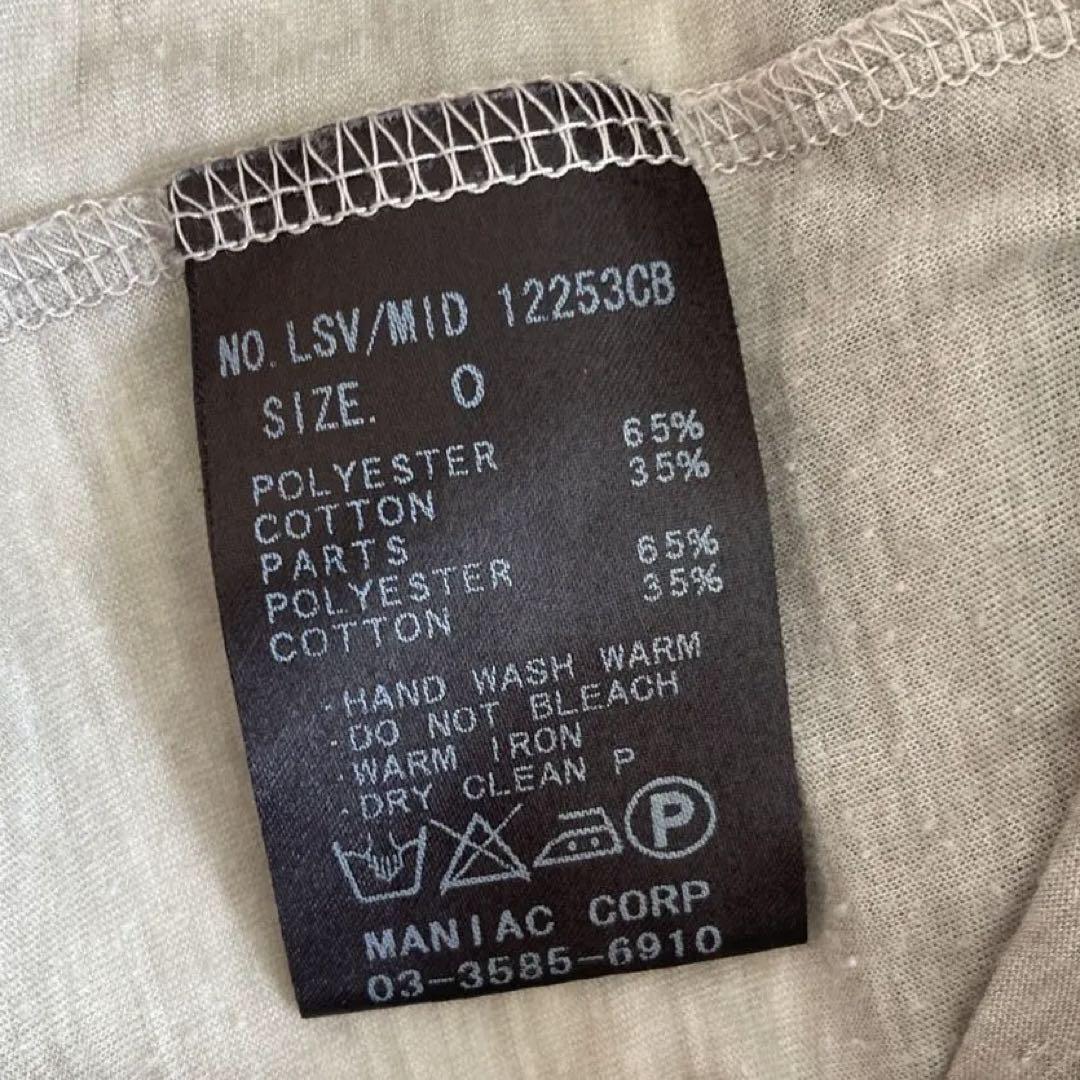 NO. LSV/MID 12253CB
SIZE. 0
POLYESTER 65%
COTTON 35%
PARTS
POLYESTER 65%
COTTON 35%
·HAND WASH WARM
·DO NOT BLEACH
·WARM IRON
·DRY CLEAN P
P
MANIAC CORP
03-3585-6910